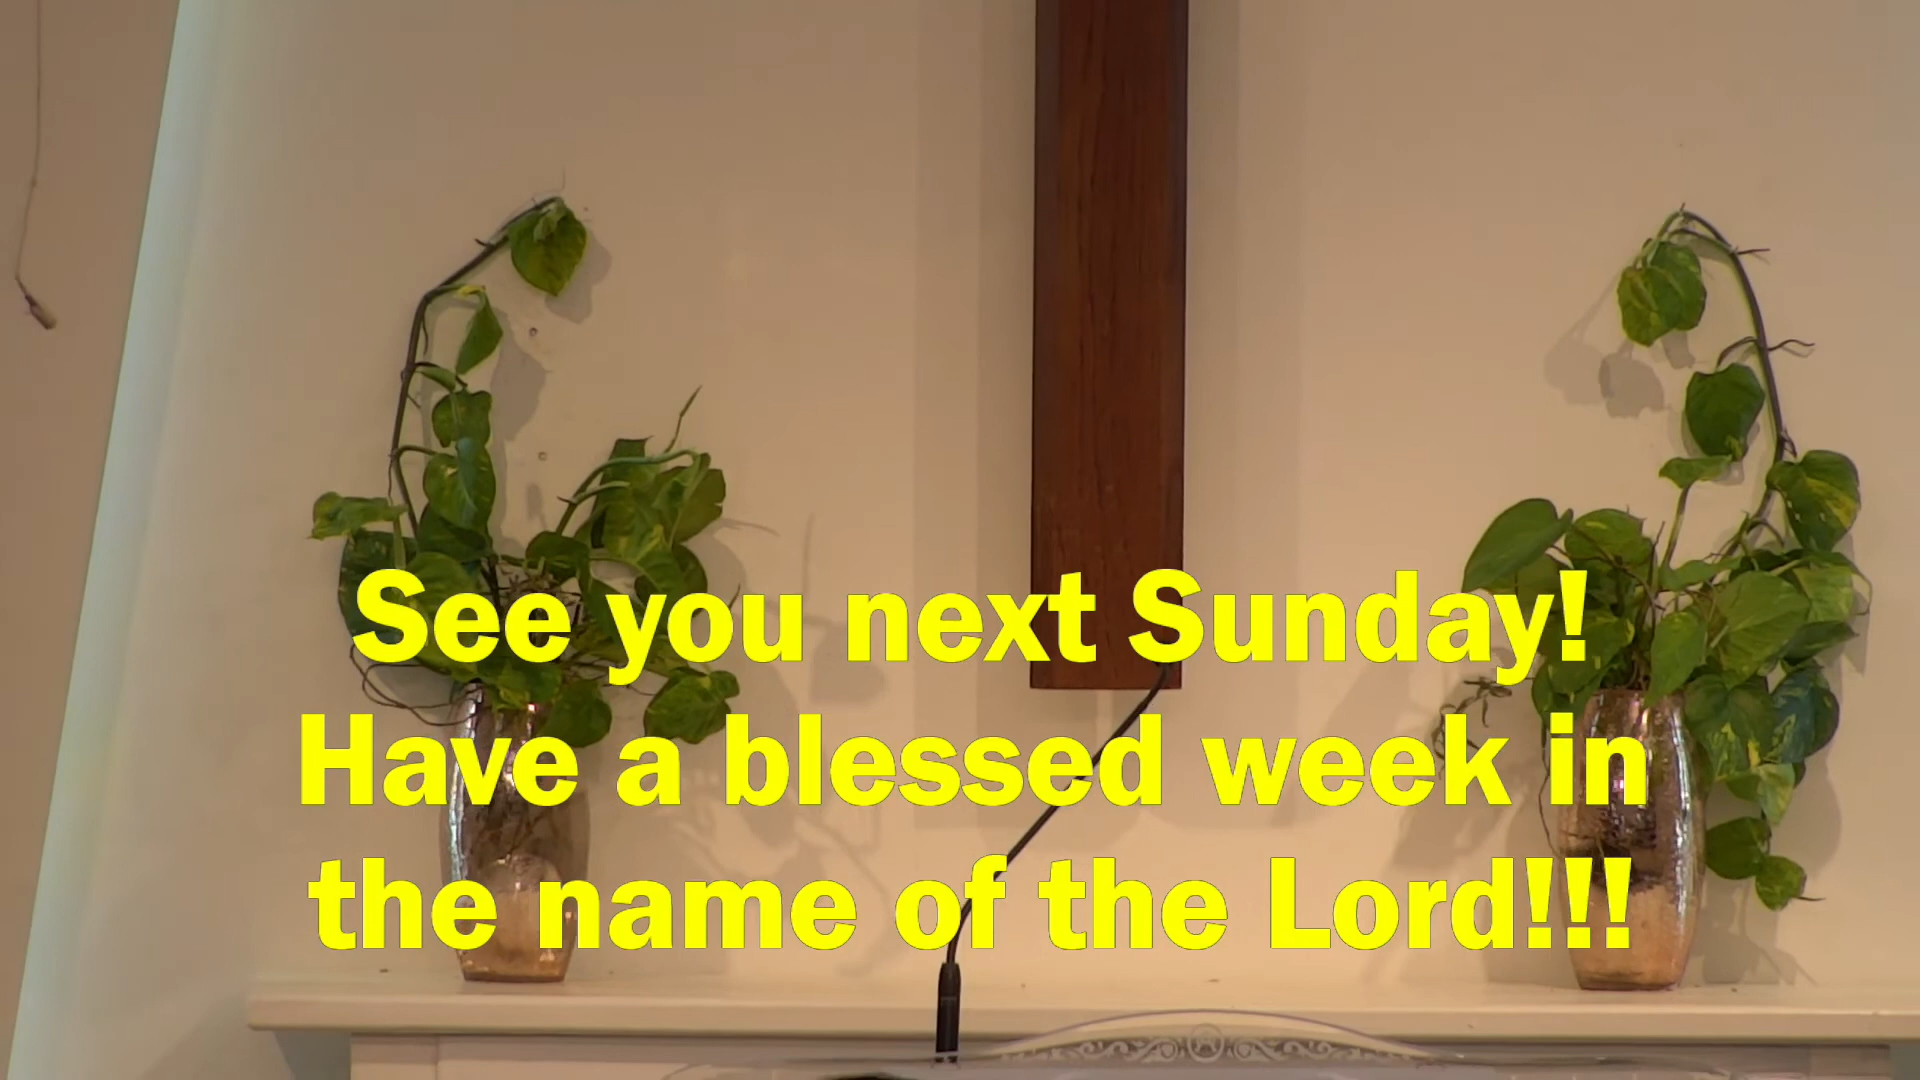 See you next Sunday!
Have a blessed week in
the name of the Lord!!!